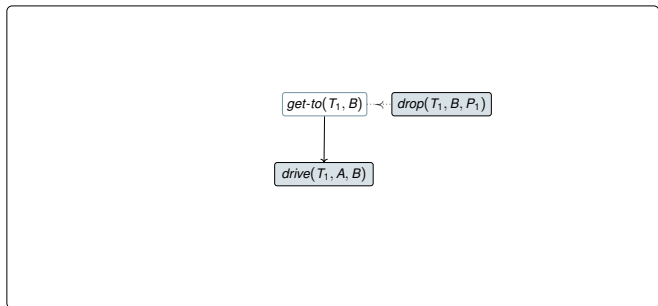 get-to(T₁, B) ≺ drop(T₁, B, P₁)
drive(T₁, A, B)